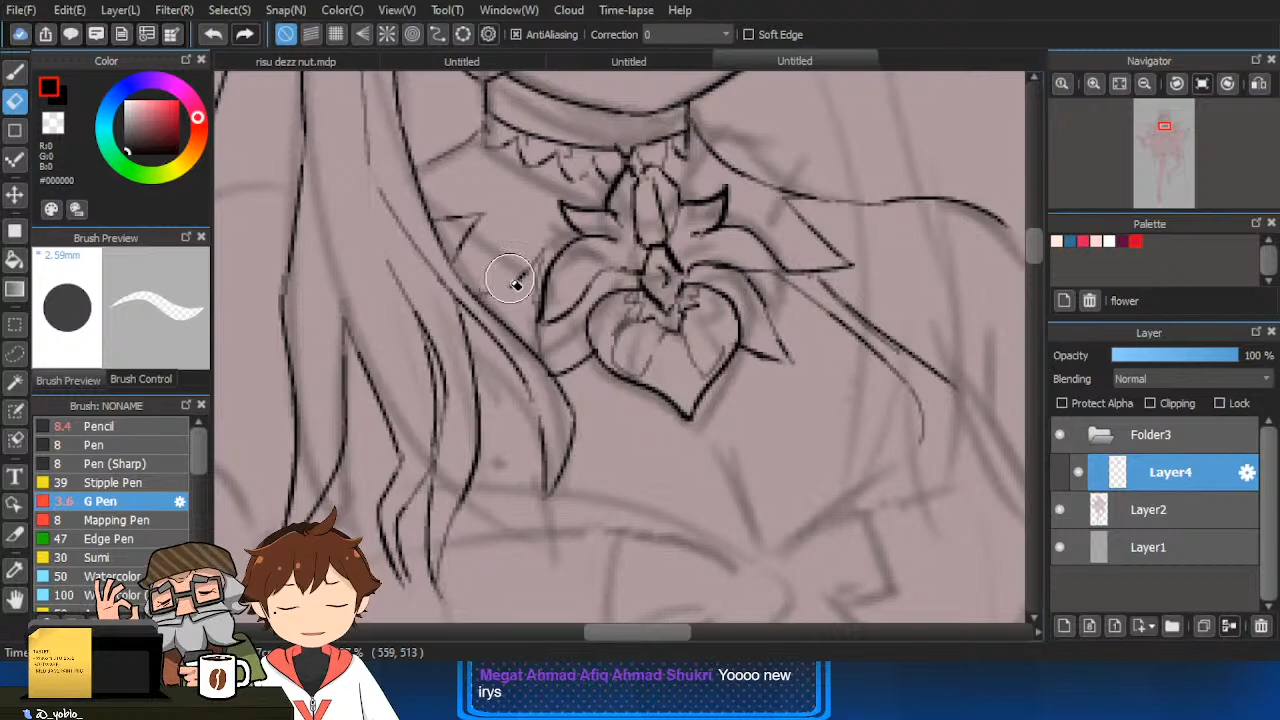 File(F) Edit(E) Layer(L) Filter(R) Select(S) Snap(N) Color(C) View(V) Tool(T) Window(W) Cloud Time-lapse Help
AntiAliasing Correction 0 Soft Edge
Color
risu dezz nut.mdp Untitled Untitled Untitled
Navigator
R:0
G:0
B:0
#000000
Brush Preview
* 2.59mm
Brush Preview Brush Control
Brush: NONAME
8.4 Pencil
8 Pen
8 Pen (Sharp)
39 Stipple Pen
3.6 G Pen
8 Mapping Pen
47 Edge Pen
30 Sumi
50 Watercolor
100 Watercolor
Palette
flower
Layer
Opacity 100 %
Blending Normal
Protect Alpha Clipping Lock
Folder3
Layer4
Layer2
Layer1
% ( 559, 513 )
Megat Ahmad Afiq Ahmad Shukri Yoooo new
irys